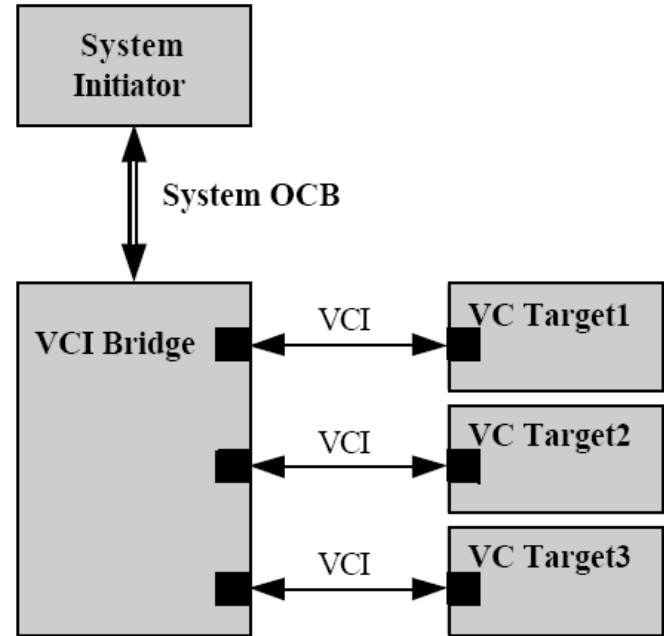 System
Initiator
System OCB
VCI Bridge
VCI
VC Target1
VCI
VC Target2
VCI
VC Target3